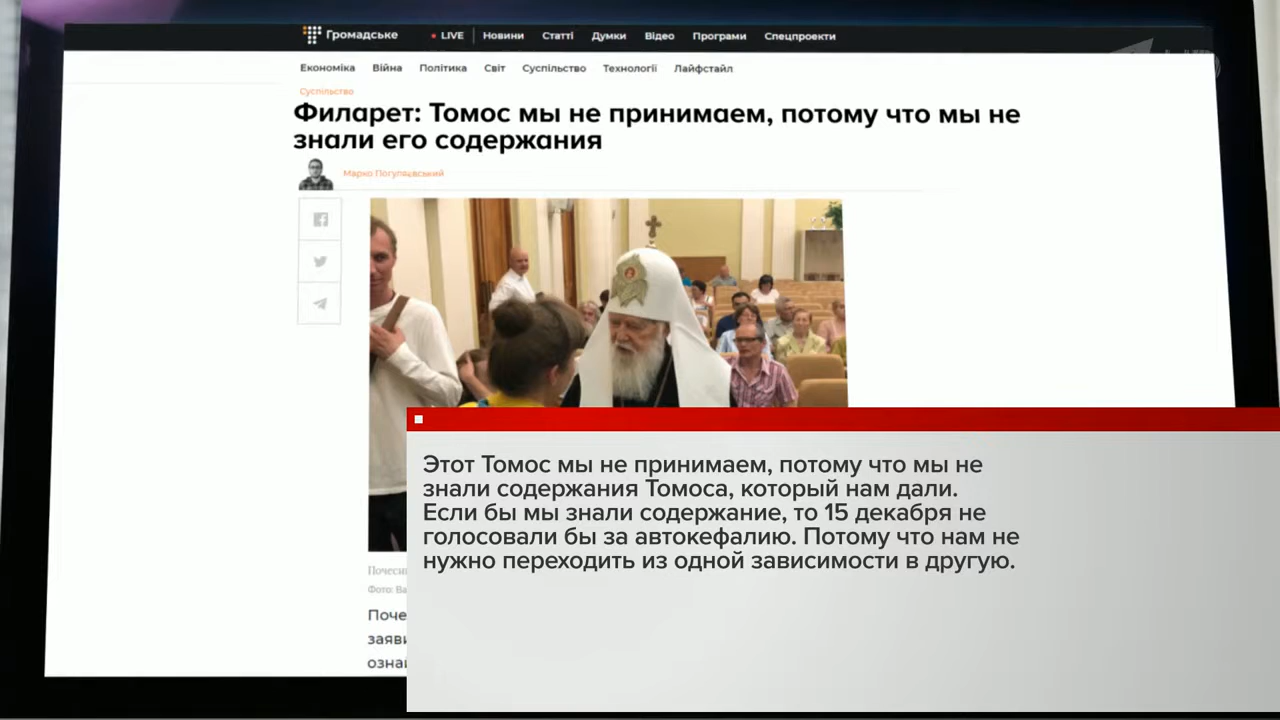 Громадське
LIVE Новини Статті Думки Відео Програми Спецпроекти
Економіка Війна Політика Світ Суспільство Технології Лайфстайл
Суспільство
Филарет: Томос мы не принимаем, потому что мы не
знали его содержания
Марко Погуляєвський
Этот Томос мы не принимаем, потому что мы не
знали содержания Томоса, который нам дали.
Если бы мы знали содержание, то 15 декабря не
голосовали бы за автокефалию. Потому что нам не
нужно переходить из одной зависимости в другую.
Фото: